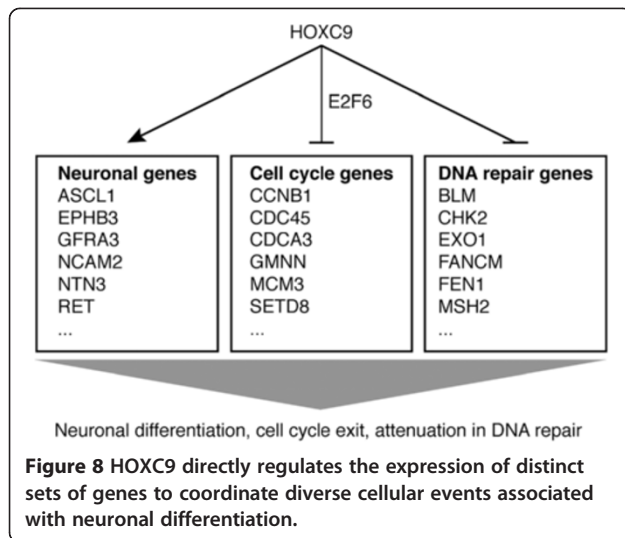 HOXC9
E2F6
Neuronal genes
ASCL1
EPHB3
GFRA3
NCAM2
NTN3
RET
...
Cell cycle genes
CCNB1
CDC45
CDCA3
GMNN
MCM3
SETD8
...
DNA repair genes
BLM
CHK2
EXO1
FANCM
FEN1
MSH2
...
Neuronal differentiation, cell cycle exit, attenuation in DNA repair
Figure 8 HOXC9 directly regulates the expression of distinct
sets of genes to coordinate diverse cellular events associated
with neuronal differentiation.